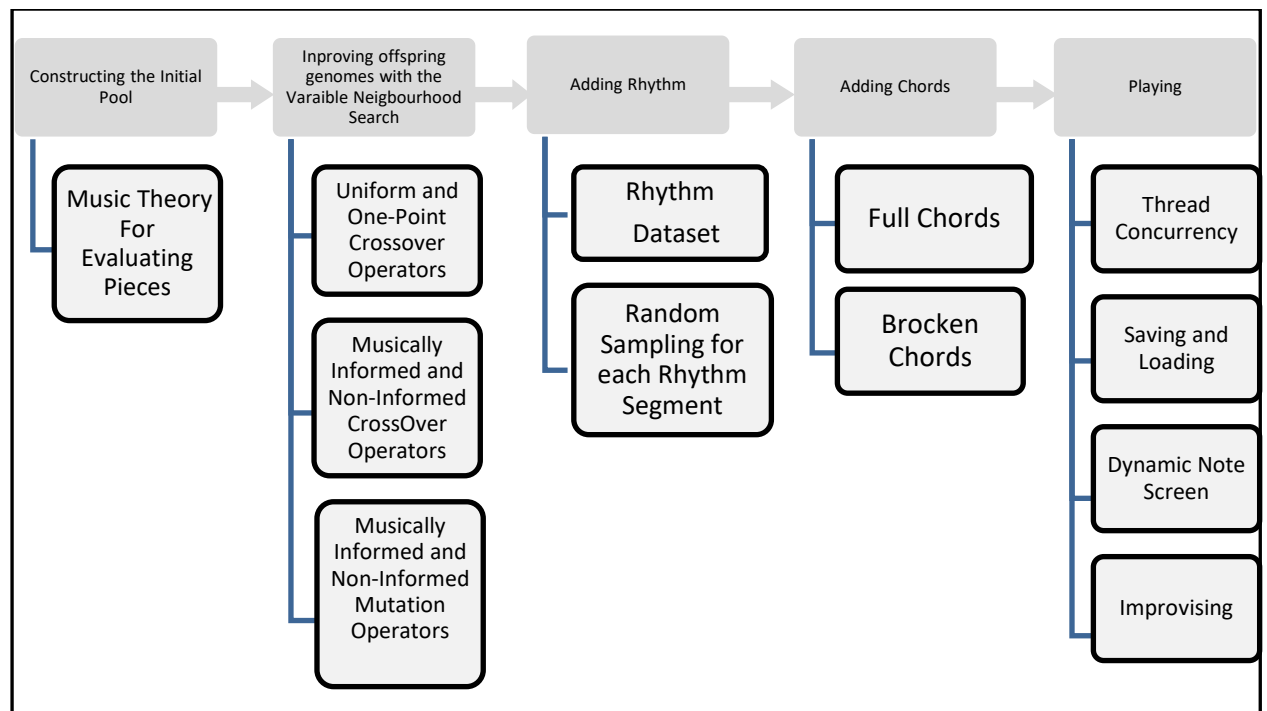 Constructing the Initial
Pool
Inproving offspring
genomes with the
Varaible Neigbourhood
Search
Adding Rhythm
Adding Chords
Playing
Music Theory
For
Evaluating
Pieces
Uniform and
One-Point
Crossover
Operators
Musically
Informed and
Non-Informed
CrossOver
Operators
Musically
Informed and
Non-Informed
Mutation
Operators
Rhythm
Dataset
Random
Sampling for
each Rhythm
Segment
Full Chords
Brocken
Chords
Thread
Concurrency
Saving and
Loading
Dynamic Note
Screen
Improvising